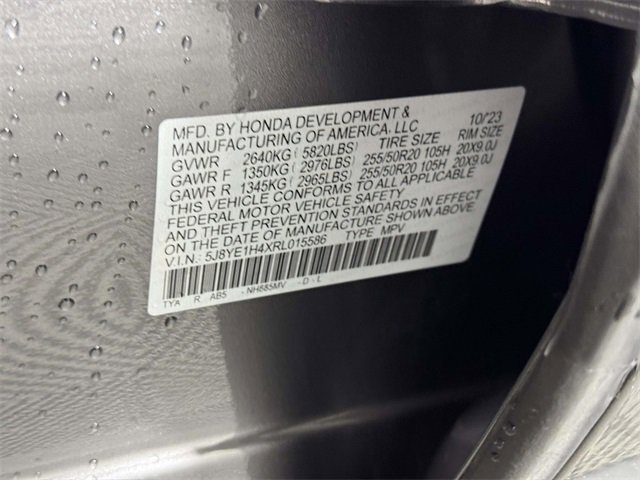 MFD. BY HONDA DEVELOPMENT & 10/'23
MANUFACTURING OF AMERICA, LLC
GVWR 2640KG ( 5820LBS) TIRE SIZE RIM SIZE
GAWR F 1350KG ( 2976LBS) 255/50R20 105H 20X9.0J
GAWR R 1345KG ( 2965LBS) 255/50R20 105H 20X9.0J
THIS VEHICLE CONFORMS TO ALL APPLICABLE
FEDERAL MOTOR VEHICLE SAFETY
AND THEFT PREVENTION STANDARDS IN EFFECT
ON THE DATE OF MANUFACTURE SHOWN ABOVE.
V.I.N.: 5J8YE1H4XRL015586 TYPE: MPV
TYA R AB5 - NH885MV - D - L